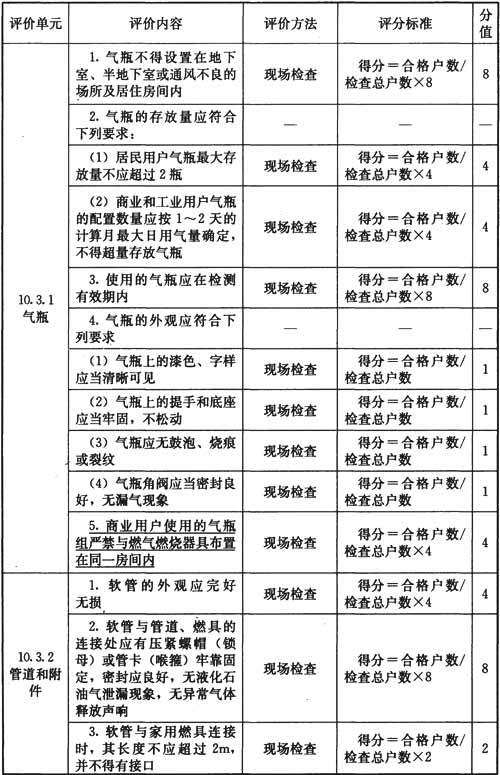 评价单元 评价内容 评价方法 评分标准 分值
10.3.1
气瓶
1. 气瓶不得设置在地下
室、半地下室或通风不良的
场所及居住房间内
现场检查
得分＝合格户数/
检查总户数×8
8
2. 气瓶的存放量应符合
下列要求：
— — —
（1）居民用户气瓶最大存
放量不应超过2瓶
现场检查
得分＝合格户数/
检查总户数×4
4
（2）商业和工业用户气瓶
的配置数量应按1～2天的
计算月最大日用气量确定，
不得超量存放气瓶
现场检查
得分＝合格户数/
检查总户数×4
4
3. 使用的气瓶应在检测
有效期内
现场检查
得分＝合格户数/
检查总户数×8
8
4. 气瓶的外观应符合下
列要求
— — —
（1）气瓶上的漆色、字样
应当清晰可见
现场检查
得分＝合格户数/
检查总户数
1
（2）气瓶上的提手和底座
应当牢固，不松动
现场检查
得分＝合格户数/
检查总户数
1
（3）气瓶应无鼓泡、烧痕
或裂纹
现场检查
得分＝合格户数/
检查总户数
1
（4）气瓶角阀应当密封良
好，无漏气现象
现场检查
得分＝合格户数/
检查总户数
1
5. 商业用户使用的气瓶
组严禁与燃气燃烧器具布置
在同一房间内
现场检查
得分＝合格户数/
检查总户数×4
4
10.3.2
管道和附
件
1. 软管的外观应完好
无损
现场检查
得分＝合格户数/
检查总户数×4
4
2. 软管与管道、燃具的
连接处应有压紧螺帽（锁
母）或管卡（喉箍）牢靠固
定，密封应良好，无液化石
油气泄漏现象，无异常气体
释放声响
现场检查
得分＝合格户数/
检查总户数×8
8
3. 软管与家用燃具连接
时，其长度不应超过2m，
并不得有接口
现场检查
得分＝合格户数/
检查总户数×2
2